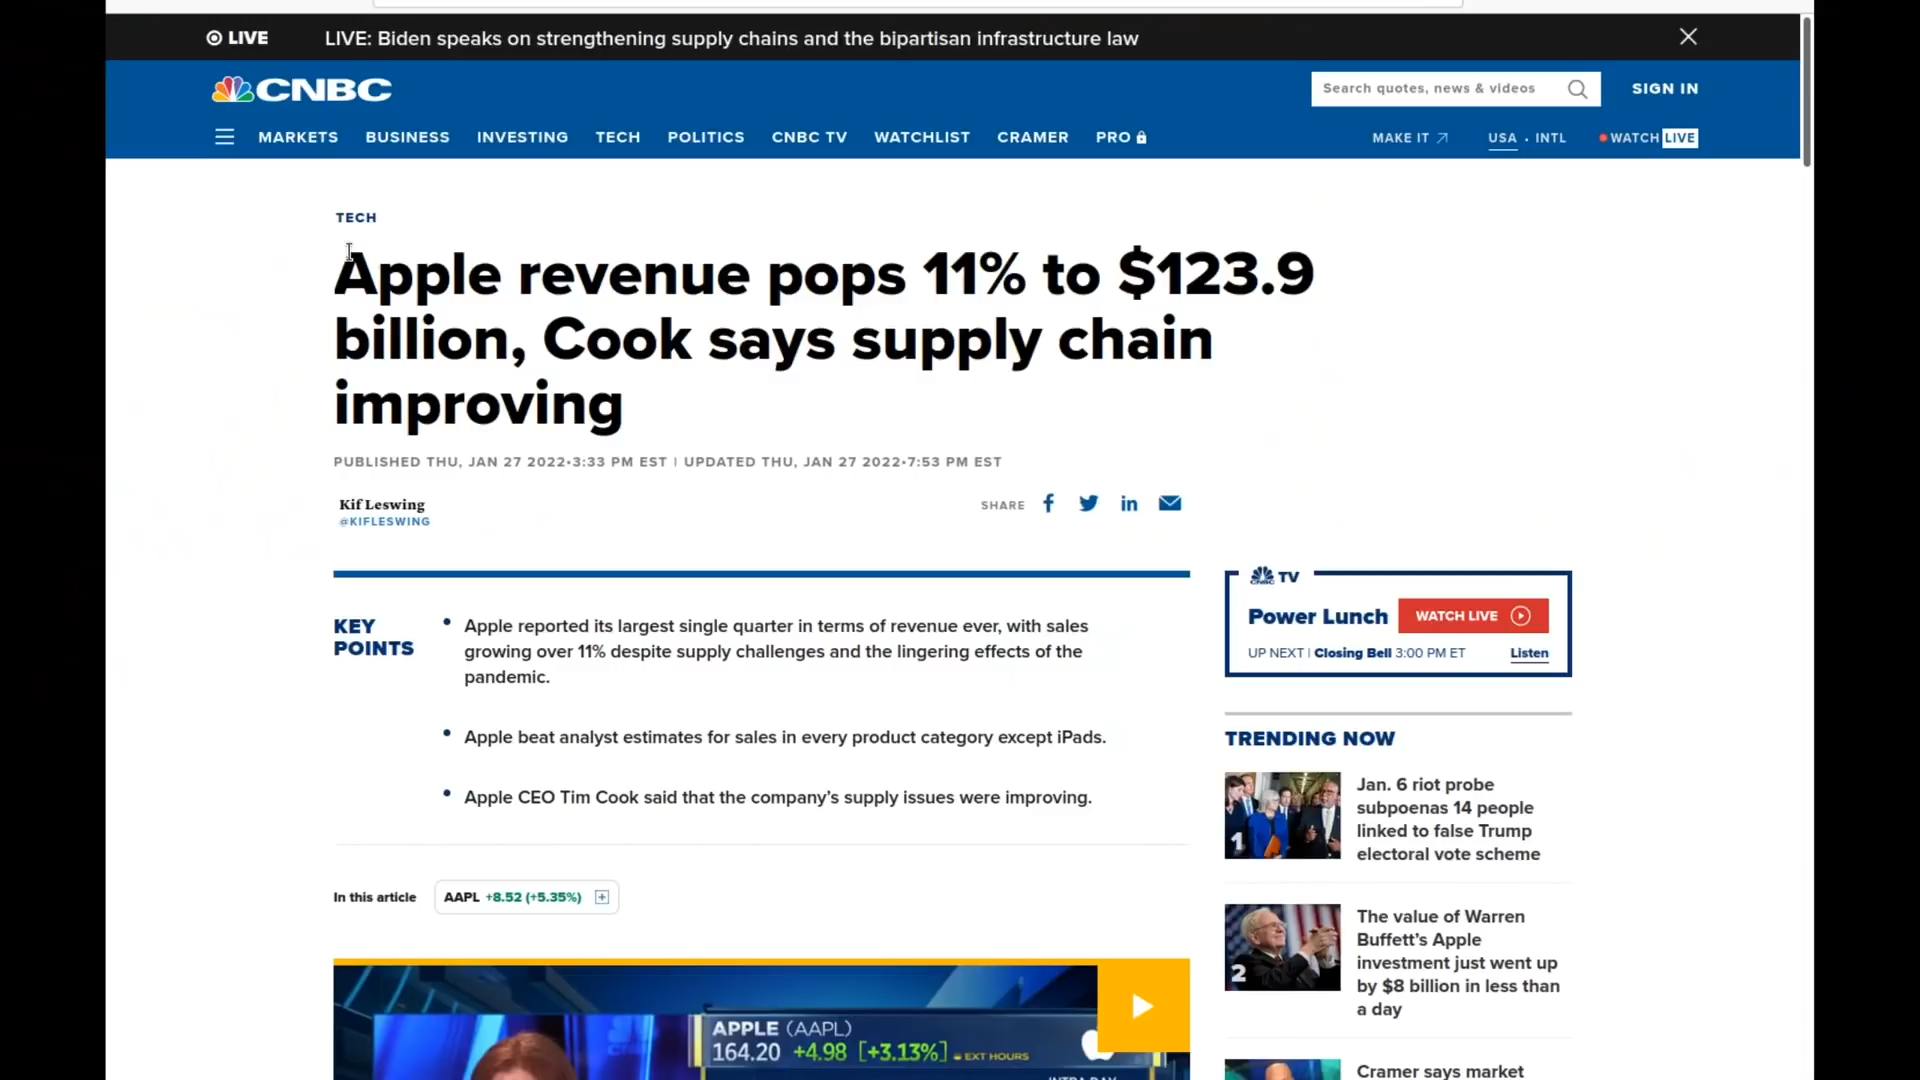 LIVE
LIVE: Biden speaks on strengthening supply chains and the bipartisan infrastructure law
CNBC
Search quotes, news & videos
SIGN IN
MARKETS BUSINESS INVESTING TECH POLITICS CNBC TV WATCHLIST CRAMER PRO
MAKE IT USA • INTL WATCH LIVE
TECH
Apple revenue pops 11% to $123.9
billion, Cook says supply chain
improving
PUBLISHED THU, JAN 27 2022•3:33 PM EST | UPDATED THU, JAN 27 2022•7:53 PM EST
Kif Leswing
@KIFLESWING
SHARE
KEY
POINTS
Apple reported its largest single quarter in terms of revenue ever, with sales
growing over 11% despite supply challenges and the lingering effects of the
pandemic.
Apple beat analyst estimates for sales in every product category except iPads.
Apple CEO Tim Cook said that the company’s supply issues were improving.
In this article
AAPL +8.52 (+5.35%)
APPLE (AAPL)
164.20 +4.98 [+3.13%] EXT HOURS
TV
Power Lunch
WATCH LIVE
UP NEXT | Closing Bell 3:00 PM ET
Listen
TRENDING NOW
1
Jan. 6 riot probe
subpoenas 14 people
linked to false Trump
electoral vote scheme
2
The value of Warren
Buffett’s Apple
investment just went up
by $8 billion in less than
a day
Cramer says market